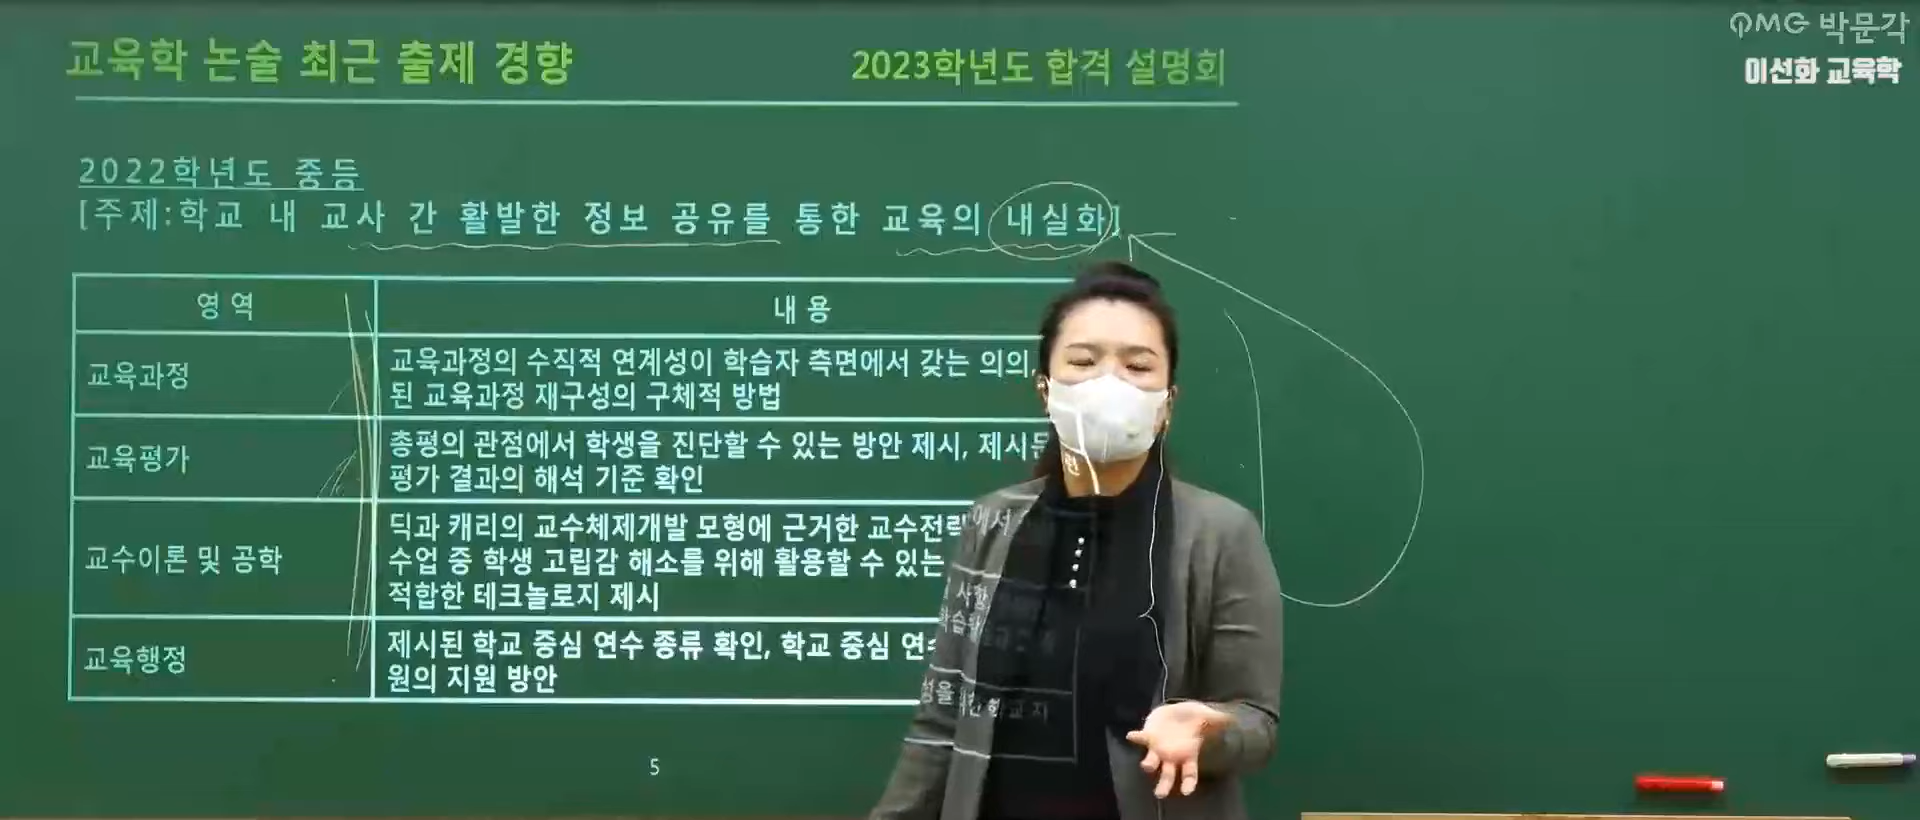 교육학 논술 최근 출제 경향
2023학년도 합격 설명회
PMG 박문각
이선화 교육학
2022학년도 중등
[주제:학교 내 교사 간 활발한 정보 공유를 통한 교육의 내실화]
영역
내용
교육과정
교육과정의 수직적 연계성이 학습자 측면에서 갖는 의의,
된 교육과정 재구성의 구체적 방법
교육평가
총평의 관점에서 학생을 진단할 수 있는 방안 제시,
평가 결과의 해석 기준 확인
교수이론 및 공학
딕과 캐리의 교수체제개발 모형에 근거한 교수전략
수업 중 학생 고립감 해소를 위해 활용할 수 있는
적합한 테크놀로지 제시
교육행정
제시된 학교 중심 연수 종류 확인, 학교 중심
원의 지원 방안
5